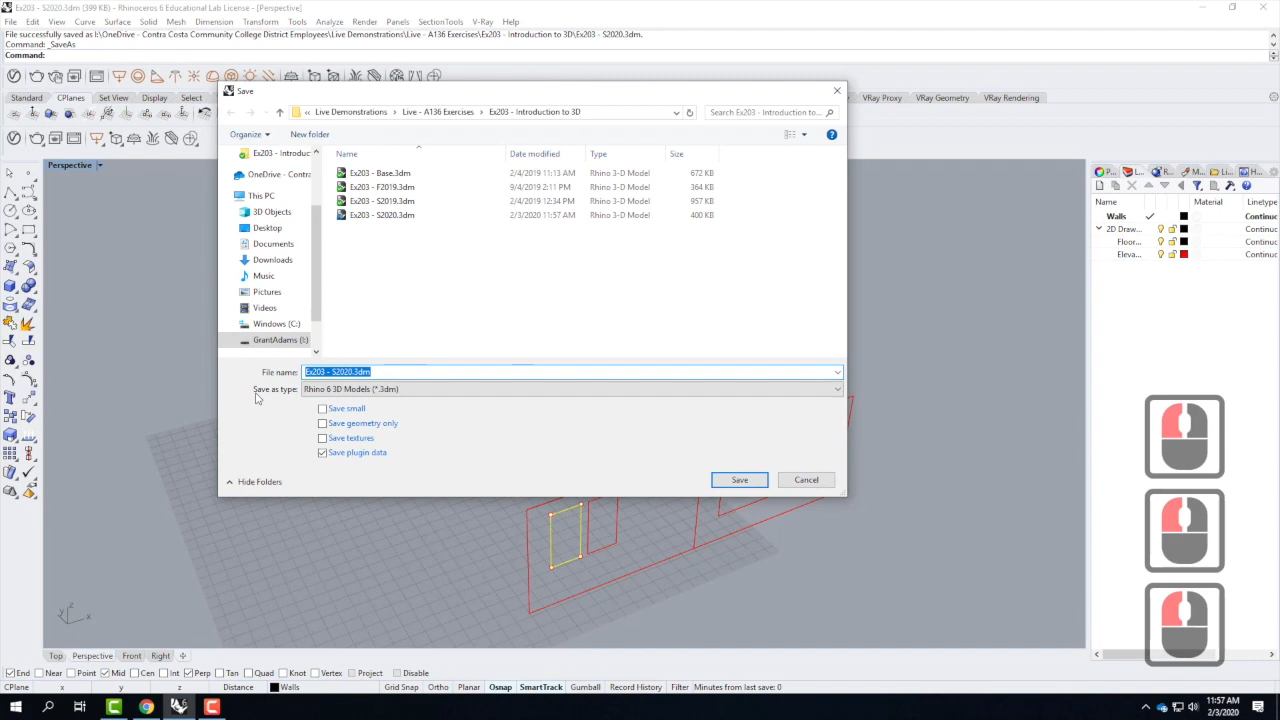 Ex203 - S2020.3dm (399 KB) - Rhinoceros 6 Educational Lab License - [Perspective]
File Edit View Curve Surface Solid Mesh Dimension Transform Tools Analyze Render Panels SectionTools V-Ray Help
File successfully saved as I:\OneDrive - Contra Costa Community College District Employees\Live Demonstrations\Live - A136 Exercises\Ex203 - Introduction to 3D\Ex203 - S2020.3dm.
Command: _SaveAs
Command:
Standard CPlanes Set View Display Select VRay Proxy VRay Geometry VRay Rendering
Save
« Live Demonstrations > Live - A136 Exercises > Ex203 - Introduction to 3D
Search Ex203 - Introduction to...
Organize New folder
Name Date modified Type Size
Ex203 - Introduc
OneDrive - Contra
This PC
3D Objects
Desktop
Documents
Downloads
Music
Pictures
Videos
Windows (C:)
GrantAdams (I:)
Ex203 - Base.3dm 2/4/2019 11:13 AM Rhino 3-D Model 672 KB
Ex203 - F2019.3dm 9/4/2019 2:11 PM Rhino 3-D Model 364 KB
Ex203 - S2019.3dm 2/4/2019 12:34 PM Rhino 3-D Model 957 KB
Ex203 - S2020.3dm 2/3/2020 11:57 AM Rhino 3-D Model 400 KB
File name: Ex203 - S2020.3dm
Save as type: Rhino 6 3D Models (*.3dm)
Save small
Save geometry only
Save textures
Save plugin data
Hide Folders
Save Cancel
Perspective
P... L... R... M... H...
Name Material Linetype
Walls Continuc
2D Draw... Continuc
Floor... Continuc
Eleva... Continuc
z
y x
Top Perspective Front Right
End Near Point Mid Cen Int Perp Tan Quad Knot Vertex Project Disable
CPlane x y z Distance Walls Grid Snap Ortho Planar Osnap SmartTrack Gumball Record History Filter Minutes from last save: 0
11:57 AM
2/3/2020